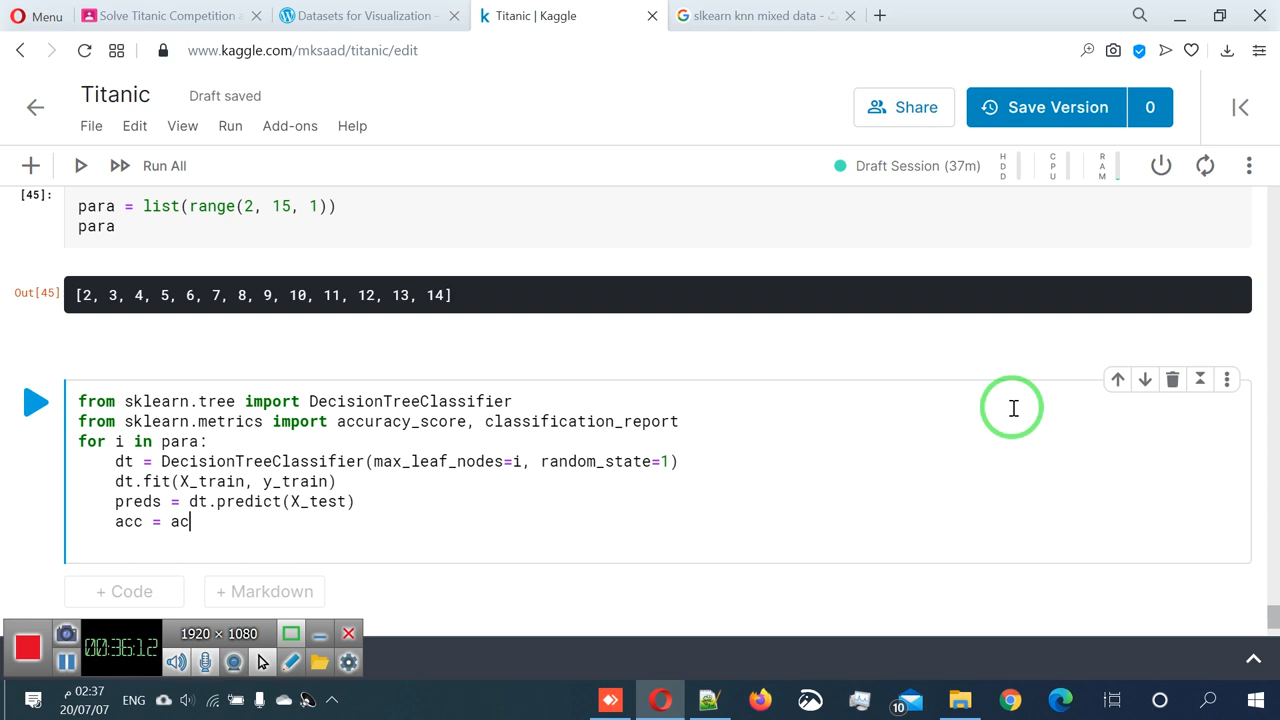 Menu
Solve Titanic Competition a
Datasets for Visualization –
Titanic | Kaggle
slkearn knn mixed data -
www.kaggle.com/mksaad/titanic/edit
Titanic
Draft saved
Share
Save Version
0
File
Edit
View
Run
Add-ons
Help
Run All
Draft Session (37m)
HDD
CPU
RAM
[45]:
para = list(range(2, 15, 1))
para
Out[45]
[2, 3, 4, 5, 6, 7, 8, 9, 10, 11, 12, 13, 14]
from sklearn.tree import DecisionTreeClassifier
from sklearn.metrics import accuracy_score, classification_report
for i in para:
dt = DecisionTreeClassifier(max_leaf_nodes=i, random_state=1)
dt.fit(X_train, y_train)
preds = dt.predict(X_test)
acc = ac
+ Code
+ Markdown
00:36:12
1920 × 1080
02:37 م
20/07/07
ENG
10